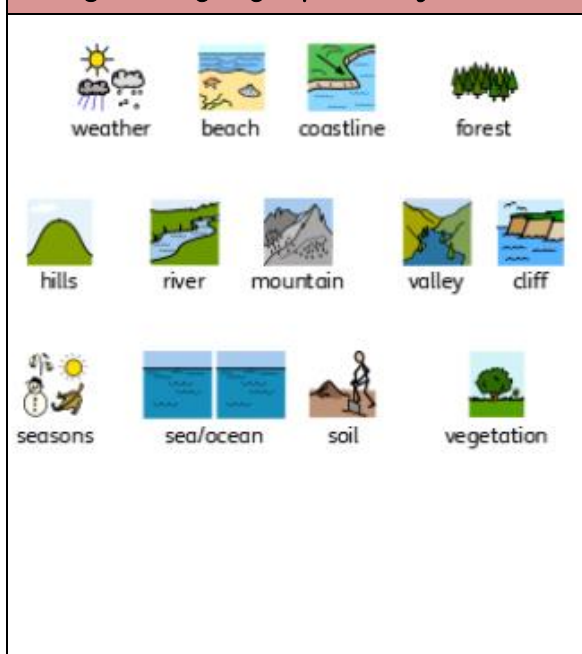 weather beach coastline forest
hills river mountain valley cliff
seasons sea/ocean soil vegetation